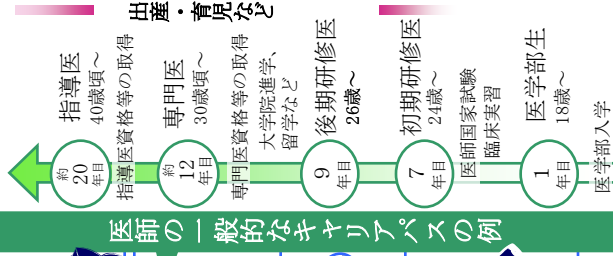 医師の一般的なキャリアパスの例
医学部入学
1
年目
医学部生
18歳～
臨床実習
医師国家試験
7
年目
初期研修医
24歳～
9
年目
後期研修医
26歳～
大学院進学、
留学など
専門医資格等の取得
約
12
年目
専門医
30歳頃～
指導医資格等の取得
約
20
年目
指導医
40歳頃～
出産・育児など